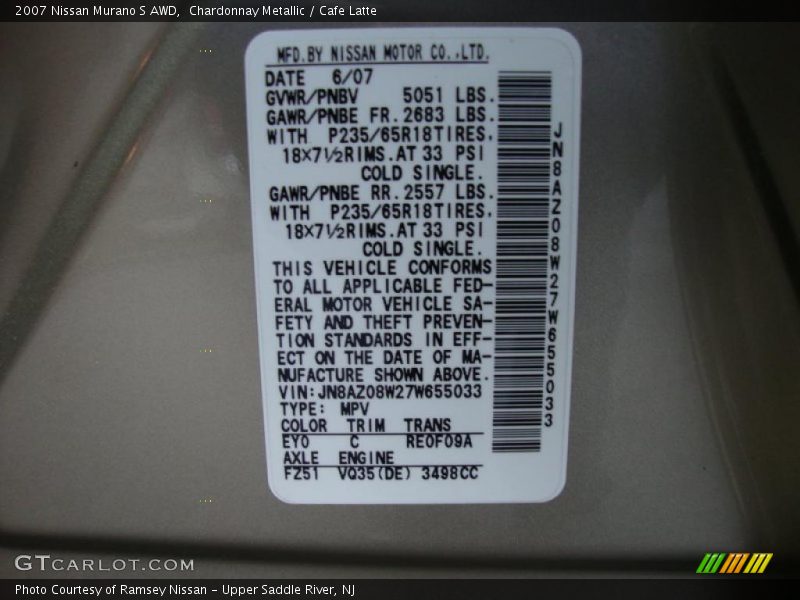 2007 Nissan Murano S AWD,  Chardonnay Metallic / Cafe Latte
MFD.BY NISSAN MOTOR CO.,LTD.
DATE 6/07
GVWR/PNBV 5051 LBS.
GAWR/PNBE FR.2683 LBS.
WITH P235/65R18TIRES.
18×7½RIMS.AT 33 PSI
COLD SINGLE.
GAWR/PNBE RR.2557 LBS.
WITH P235/65R18TIRES.
18×7½RIMS.AT 33 PSI
COLD SINGLE.
THIS VEHICLE CONFORMS
TO ALL APPLICABLE FED-
ERAL MOTOR VEHICLE SA-
FETY AND THEFT PREVEN-
TION STANDARDS IN EFF-
ECT ON THE DATE OF MA-
NUFACTURE SHOWN ABOVE.
VIN:JN8AZ08W27W655033
TYPE: MPV
COLOR TRIM TRANS
EY0 C RE0F09A
AXLE ENGINE
FZ51 VQ35(DE) 3498CC
JN8AZ08W27W655033
GTCARLOT.COM
Photo Courtesy of Ramsey Nissan – Upper Saddle River, NJ